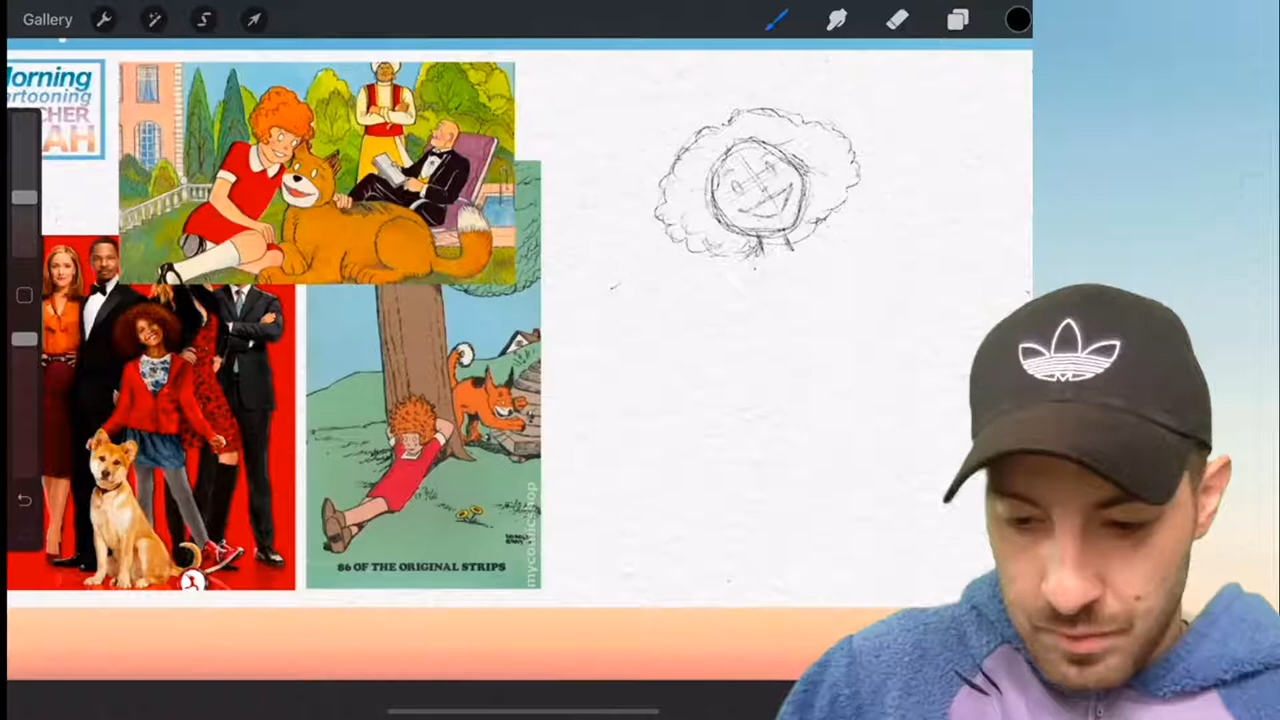 Gallery
orning
artooning
CHER
AH
86 OF THE ORIGINAL STRIPS
mycomicshop